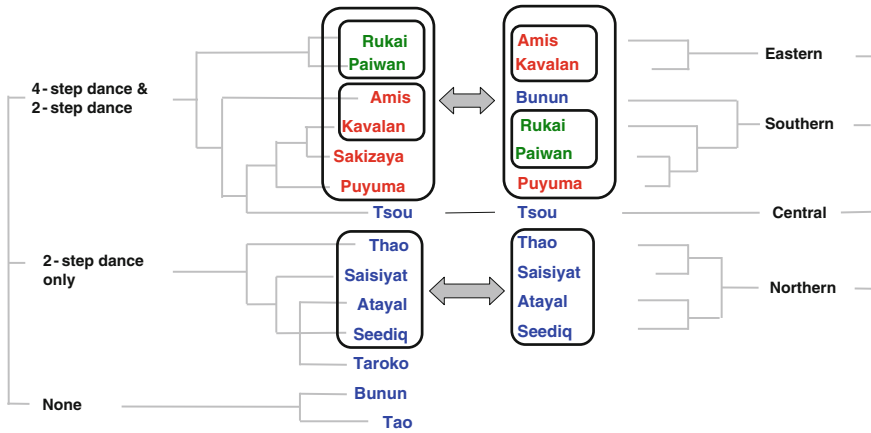 4-step dance &
2-step dance
2-step dance
only
None
Rukai
Paiwan
Amis
Kavalan
Sakizaya
Puyuma
Tsou
Thao
Saisiyat
Atayal
Seediq
Taroko
Bunun
Tao
Amis
Kavalan
Bunun
Rukai
Paiwan
Puyuma
Tsou
Thao
Saisiyat
Atayal
Seediq
Eastern
Southern
Central
Northern